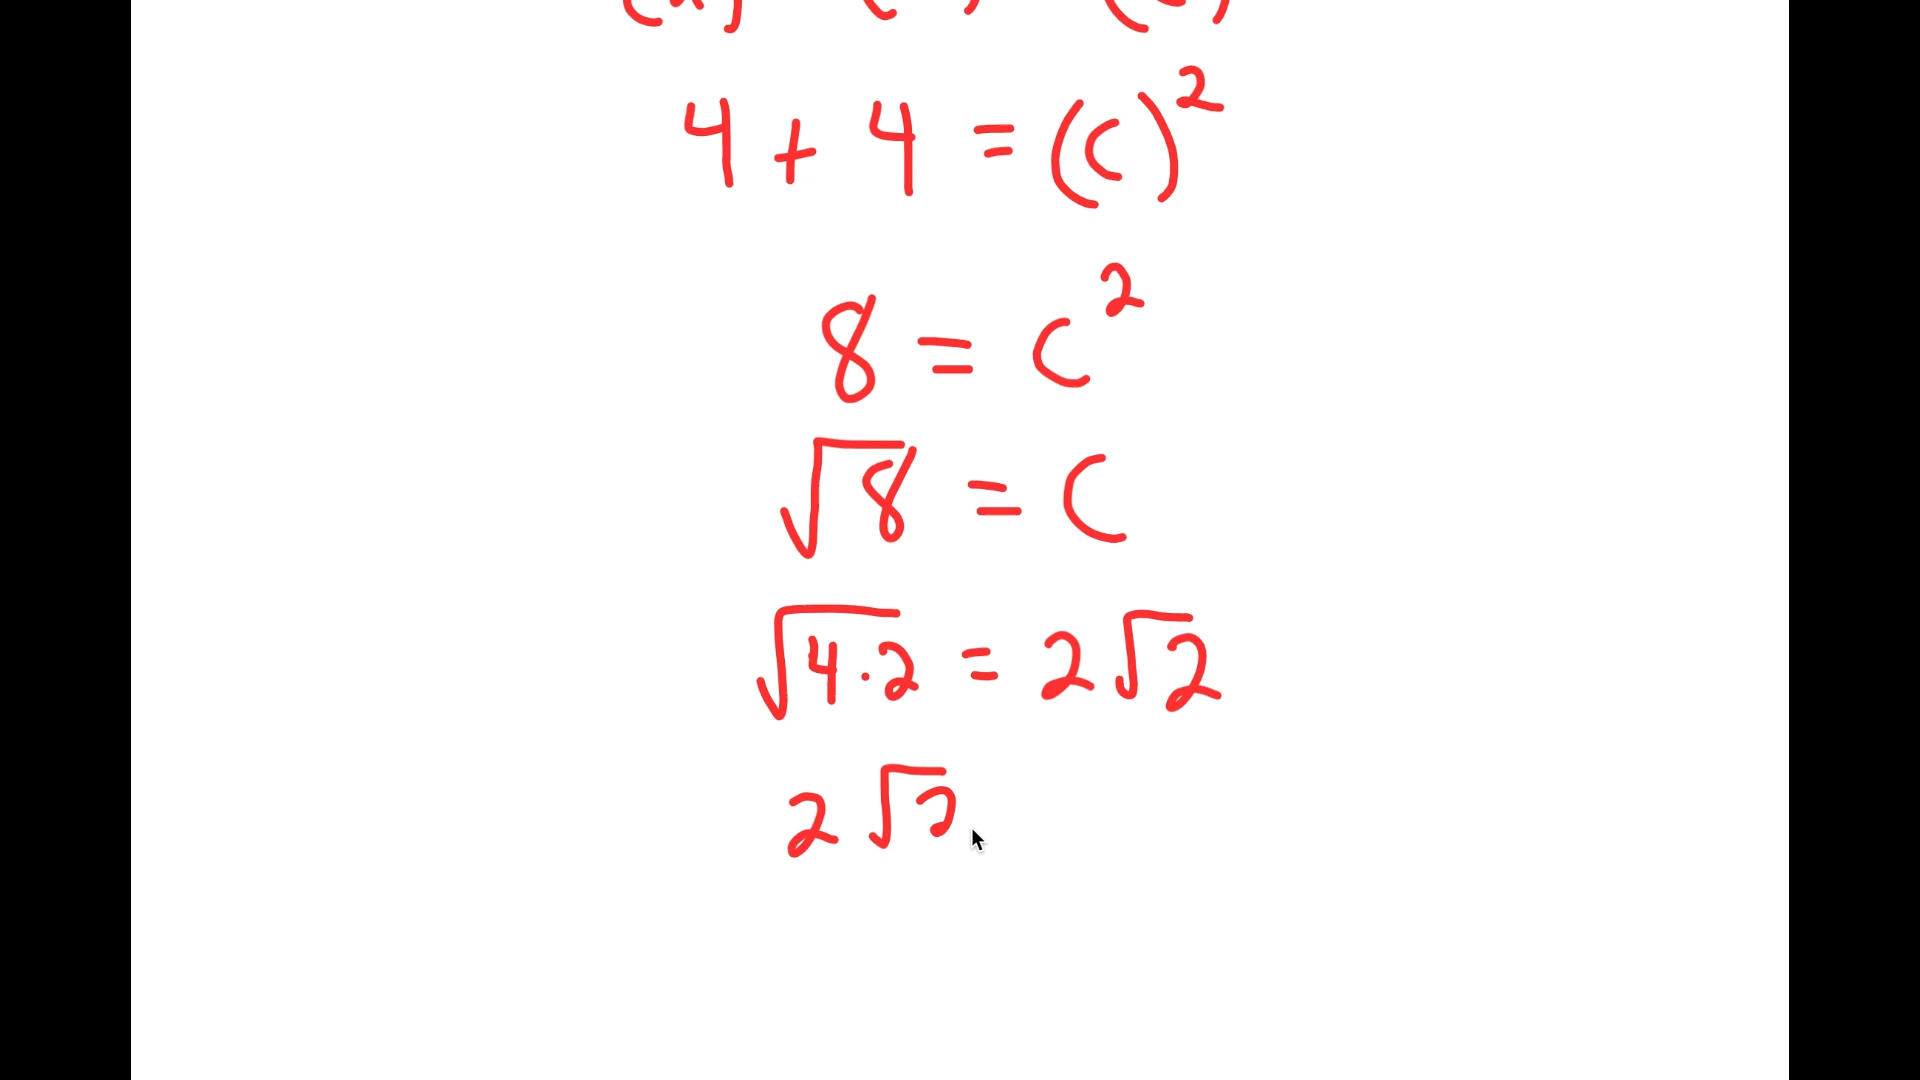 4 + 4 = (c)²
8 = c²
√8 = c
√4·2 = 2√2
2√2